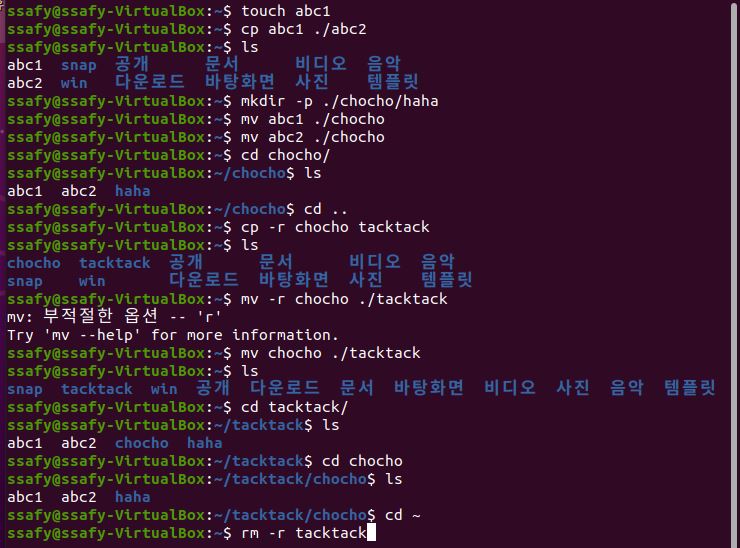 ssafy@ssafy-VirtualBox:~$ touch abc1
ssafy@ssafy-VirtualBox:~$ cp abc1 ./abc2
ssafy@ssafy-VirtualBox:~$ ls
abc1  snap  공개      문서      비디오  음악
abc2  win   다운로드  바탕화면  사진    템플릿
ssafy@ssafy-VirtualBox:~$ mkdir -p ./chocho/haha
ssafy@ssafy-VirtualBox:~$ mv abc1 ./chocho
ssafy@ssafy-VirtualBox:~$ mv abc2 ./chocho
ssafy@ssafy-VirtualBox:~$ cd chocho/
ssafy@ssafy-VirtualBox:~/chocho$ ls
abc1  abc2  haha
ssafy@ssafy-VirtualBox:~/chocho$ cd ..
ssafy@ssafy-VirtualBox:~$ cp -r chocho tacktack
ssafy@ssafy-VirtualBox:~$ ls
chocho  tacktack  공개      문서      비디오  음악
snap    win       다운로드  바탕화면  사진    템플릿
ssafy@ssafy-VirtualBox:~$ mv -r chocho ./tacktack
mv: 부적절한 옵션 -- 'r'
Try 'mv --help' for more information.
ssafy@ssafy-VirtualBox:~$ mv chocho ./tacktack
ssafy@ssafy-VirtualBox:~$ ls
snap  tacktack  win  공개  다운로드  문서  바탕화면  비디오  사진  음악  템플릿
ssafy@ssafy-VirtualBox:~$ cd tacktack/
ssafy@ssafy-VirtualBox:~/tacktack$ ls
abc1  abc2  chocho  haha
ssafy@ssafy-VirtualBox:~/tacktack$ cd chocho
ssafy@ssafy-VirtualBox:~/tacktack/chocho$ ls
abc1  abc2  haha
ssafy@ssafy-VirtualBox:~/tacktack/chocho$ cd ~
ssafy@ssafy-VirtualBox:~$ rm -r tacktack